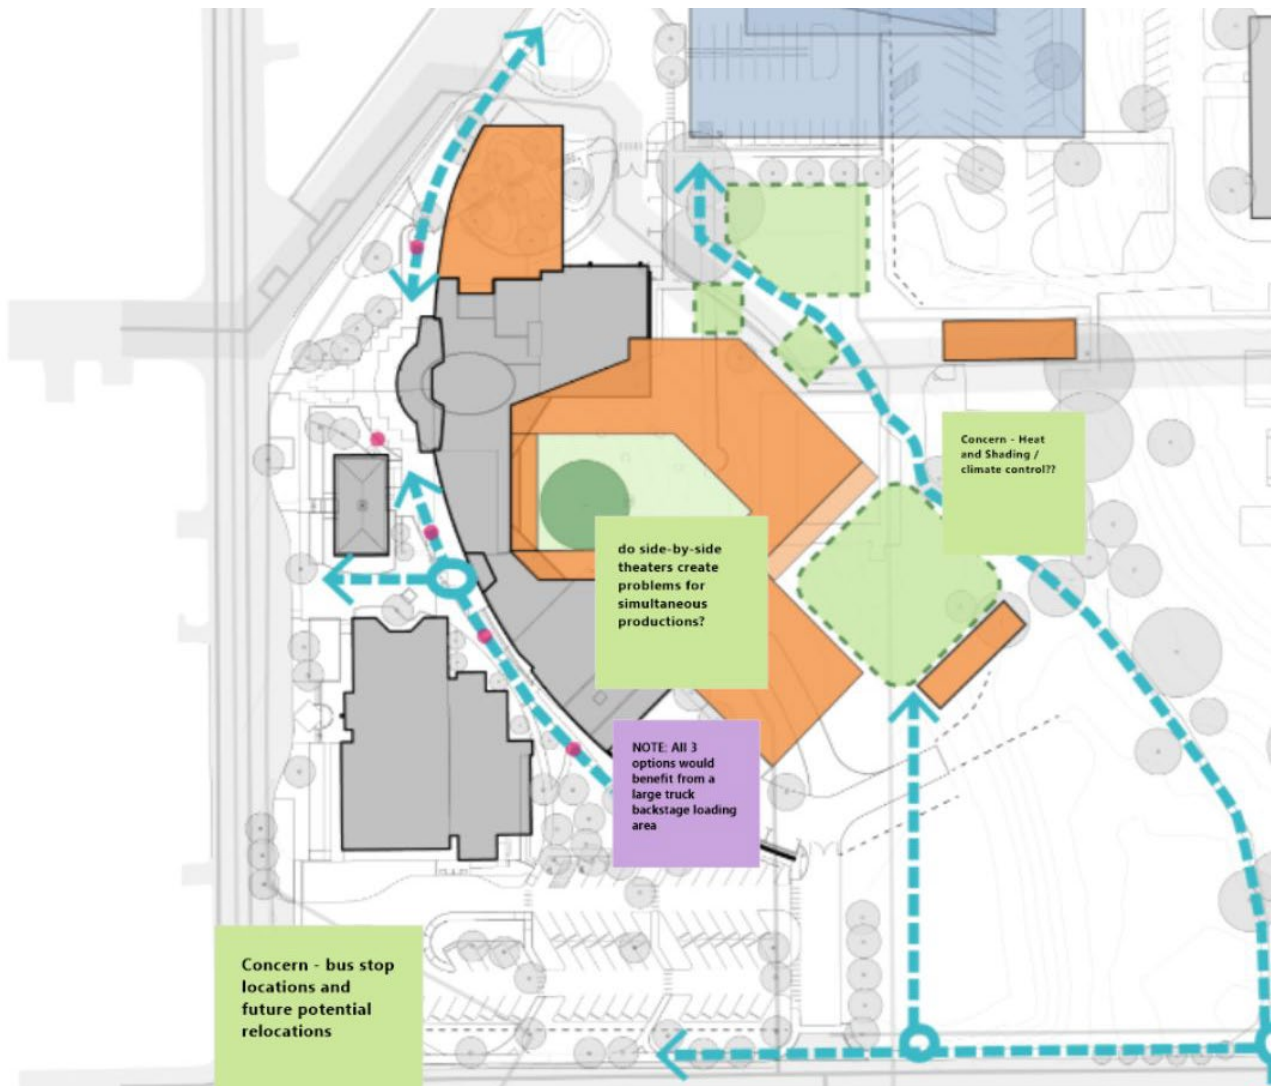 Concern - Heat
and Shading /
climate control??
do side-by-side
theaters create
problems for
simultaneous
productions?
NOTE: All 3
options would
benefit from a
large truck
backstage loading
area
Concern - bus stop
locations and
future potential
relocations